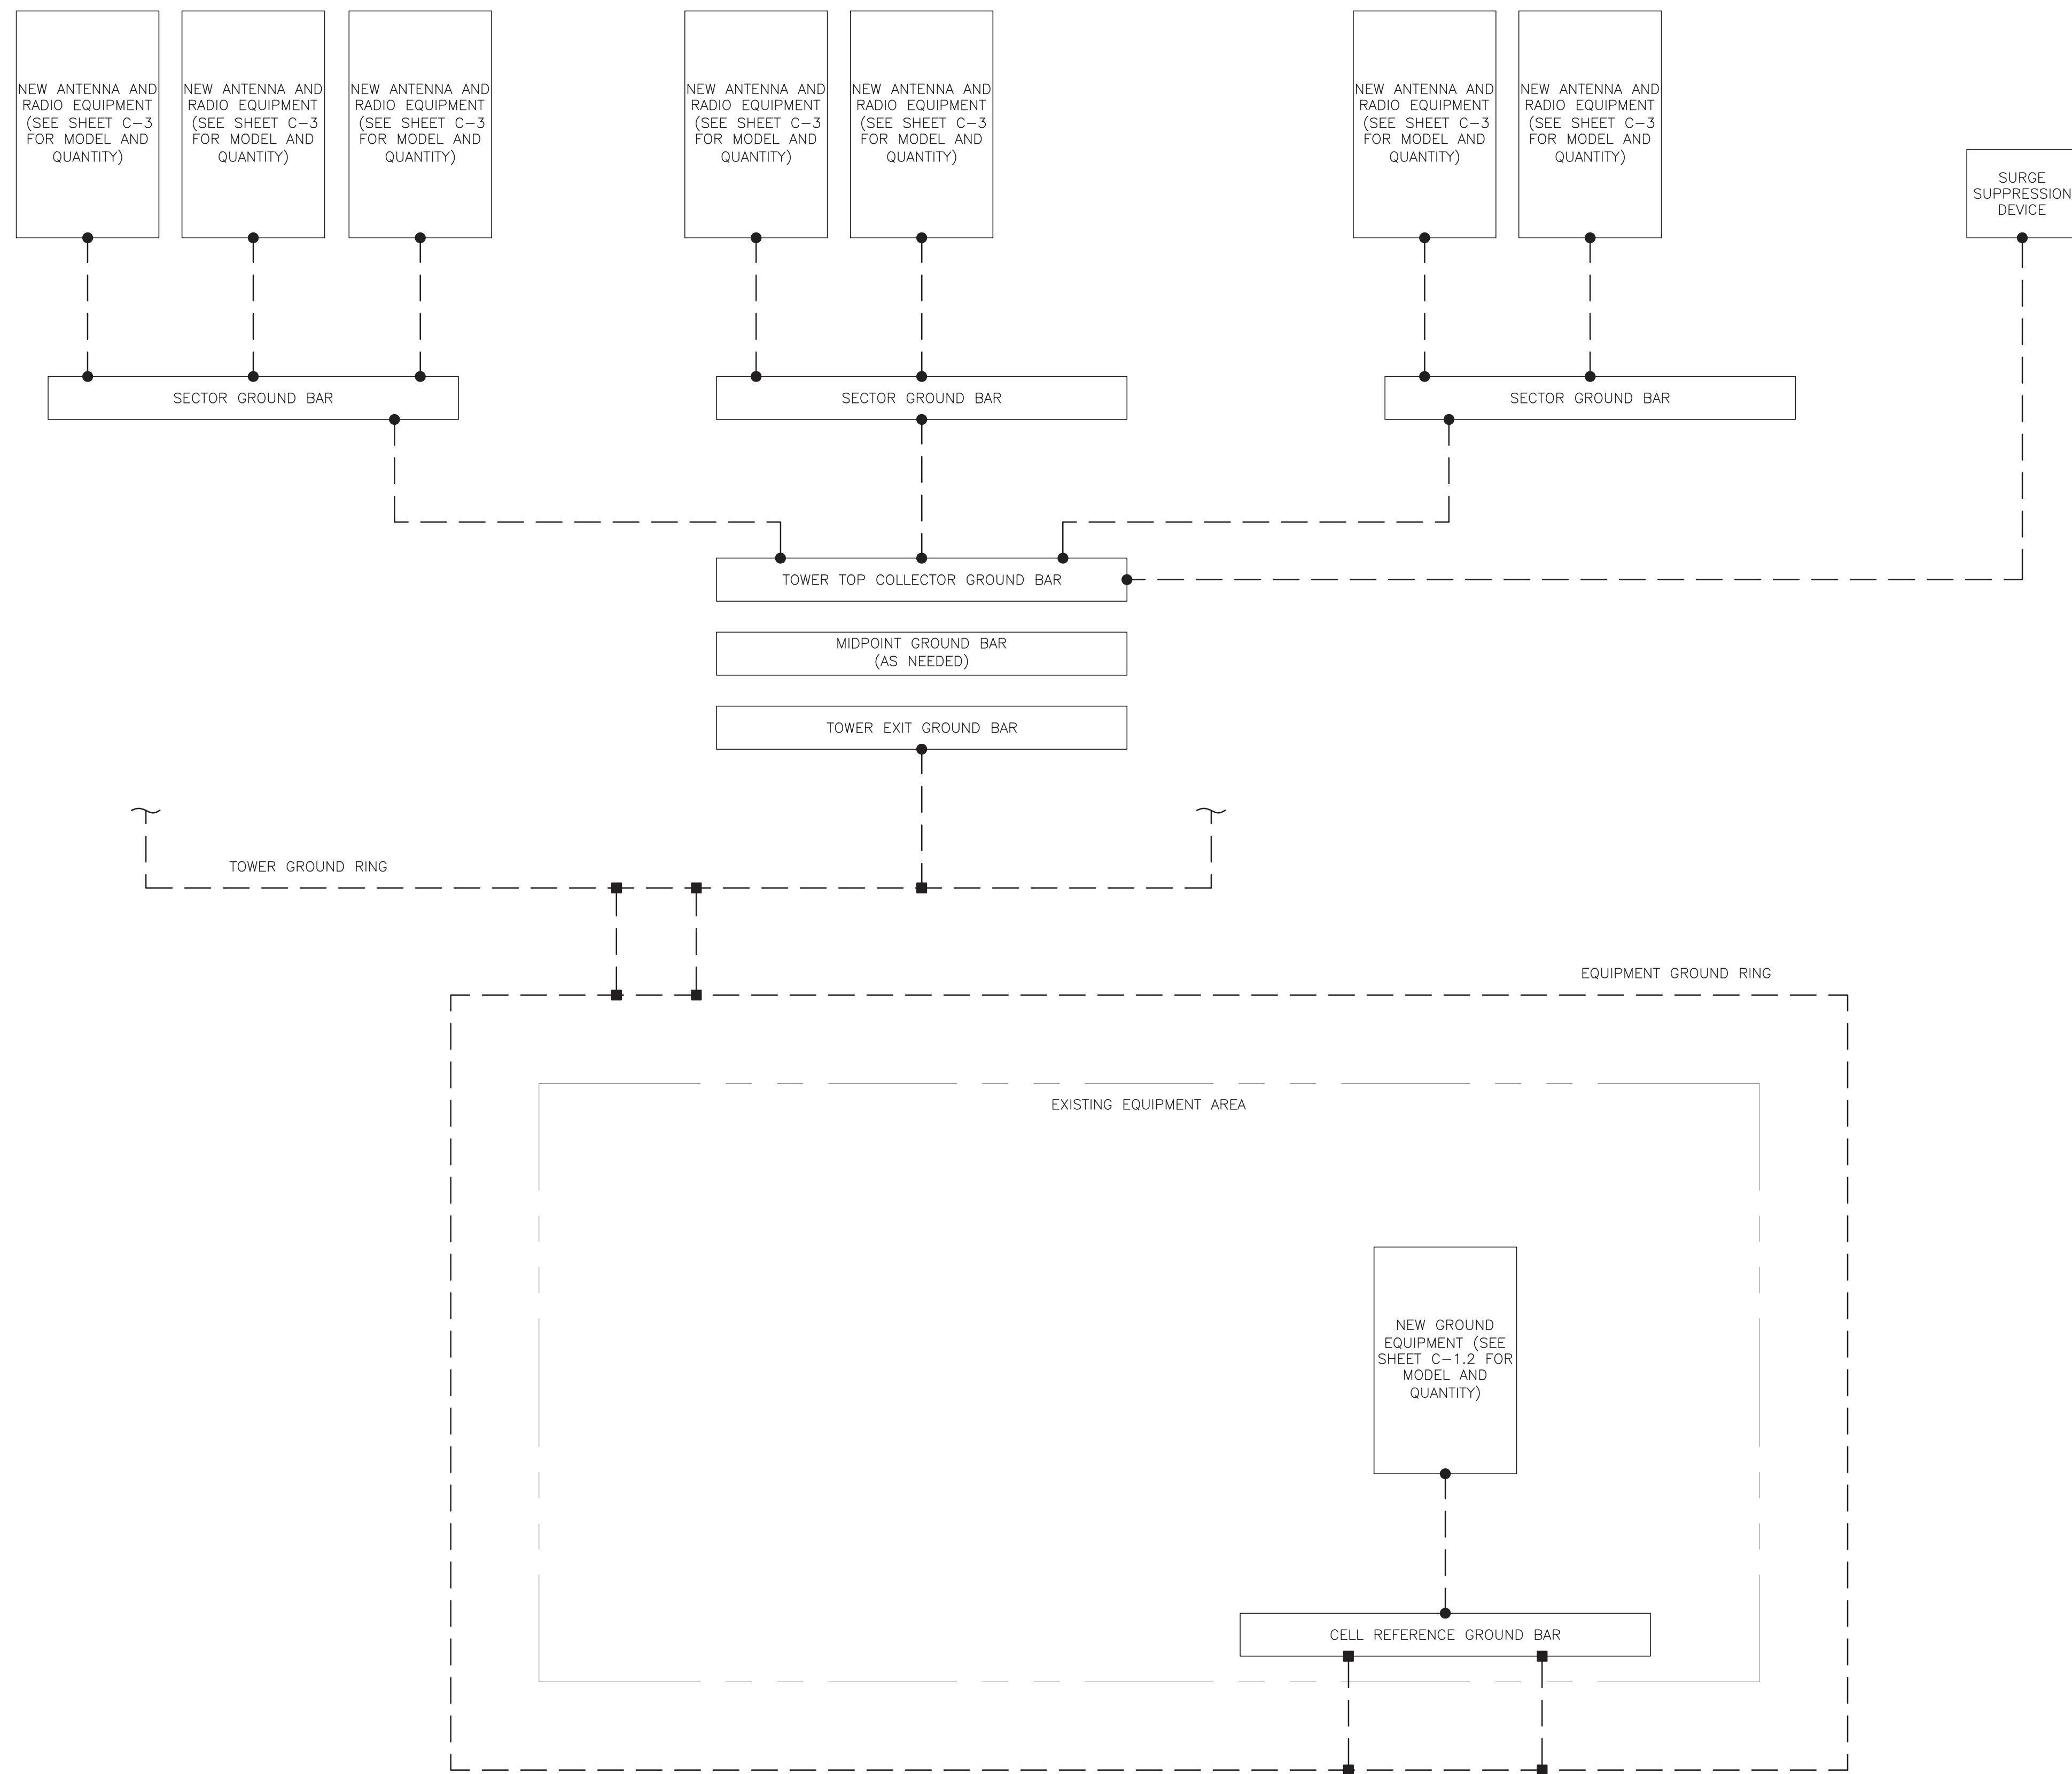 NEW ANTENNA AND
RADIO EQUIPMENT
(SEE SHEET C-3
FOR MODEL AND
QUANTITY)
NEW ANTENNA AND
RADIO EQUIPMENT
(SEE SHEET C-3
FOR MODEL AND
QUANTITY)
NEW ANTENNA AND
RADIO EQUIPMENT
(SEE SHEET C-3
FOR MODEL AND
QUANTITY)
NEW ANTENNA AND
RADIO EQUIPMENT
(SEE SHEET C-3
FOR MODEL AND
QUANTITY)
NEW ANTENNA AND
RADIO EQUIPMENT
(SEE SHEET C-3
FOR MODEL AND
QUANTITY)
NEW ANTENNA AND
RADIO EQUIPMENT
(SEE SHEET C-3
FOR MODEL AND
QUANTITY)
NEW ANTENNA AND
RADIO EQUIPMENT
(SEE SHEET C-3
FOR MODEL AND
QUANTITY)
SURGE
SUPPRESSION
DEVICE
SECTOR GROUND BAR
SECTOR GROUND BAR
SECTOR GROUND BAR
TOWER TOP COLLECTOR GROUND BAR
MIDPOINT GROUND BAR
(AS NEEDED)
TOWER EXIT GROUND BAR
TOWER GROUND RING
EQUIPMENT GROUND RING
EXISTING EQUIPMENT AREA
NEW GROUND
EQUIPMENT (SEE
SHEET C-1.2 FOR
MODEL AND
QUANTITY)
CELL REFERENCE GROUND BAR